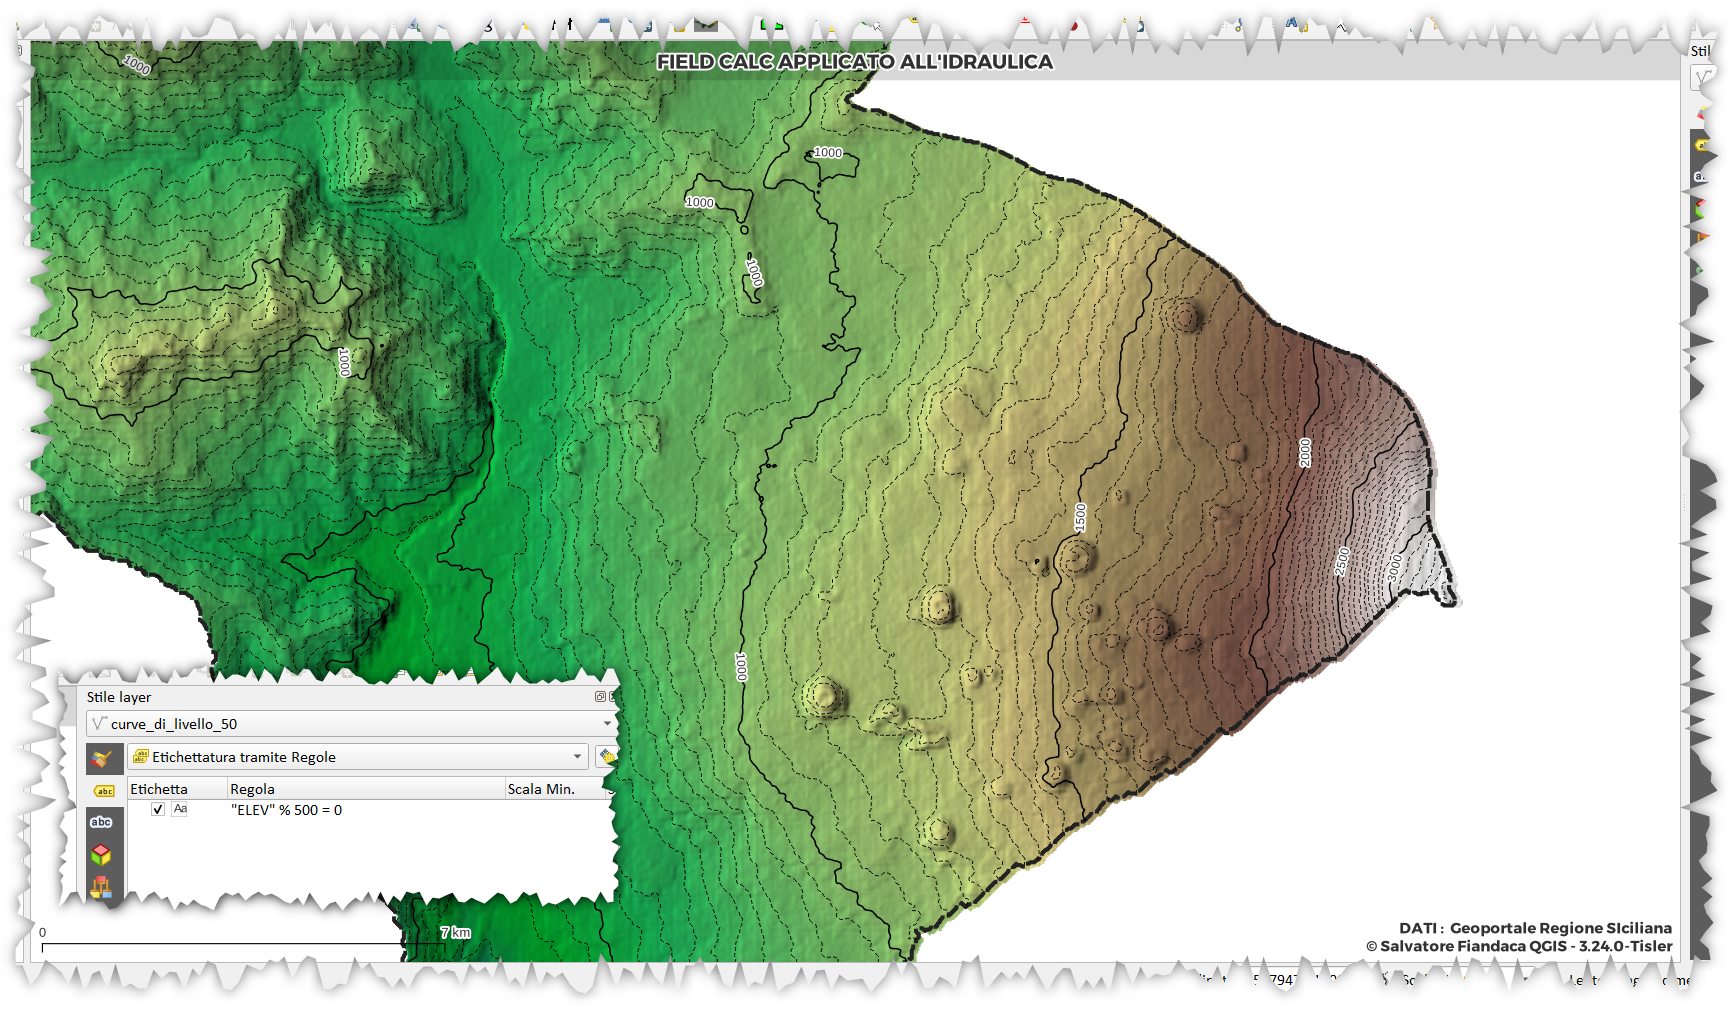 Stil
FIELD CALC APPLICATO ALL'IDRAULICA
1000
1000
1000
1000
1000
2000
1500
2500
3000
1000
Stile layer
curve_di_livello_50
Etichettatura tramite Regole
Etichetta Regola Scala Min.
Aa "ELEV" % 500 = 0
abc
0 7 km
DATI : Geoportale Regione SIciliana
© Salvatore Fiandaca QGIS - 3.24.0-Tisler